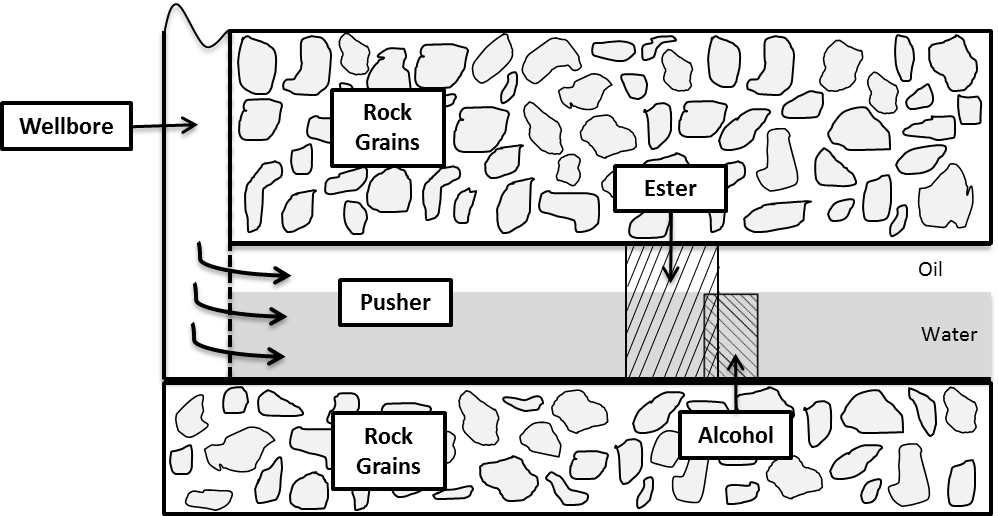 Wellbore
Rock
Grains
Ester
Oil
Pusher
Water
Rock
Grains
Alcohol